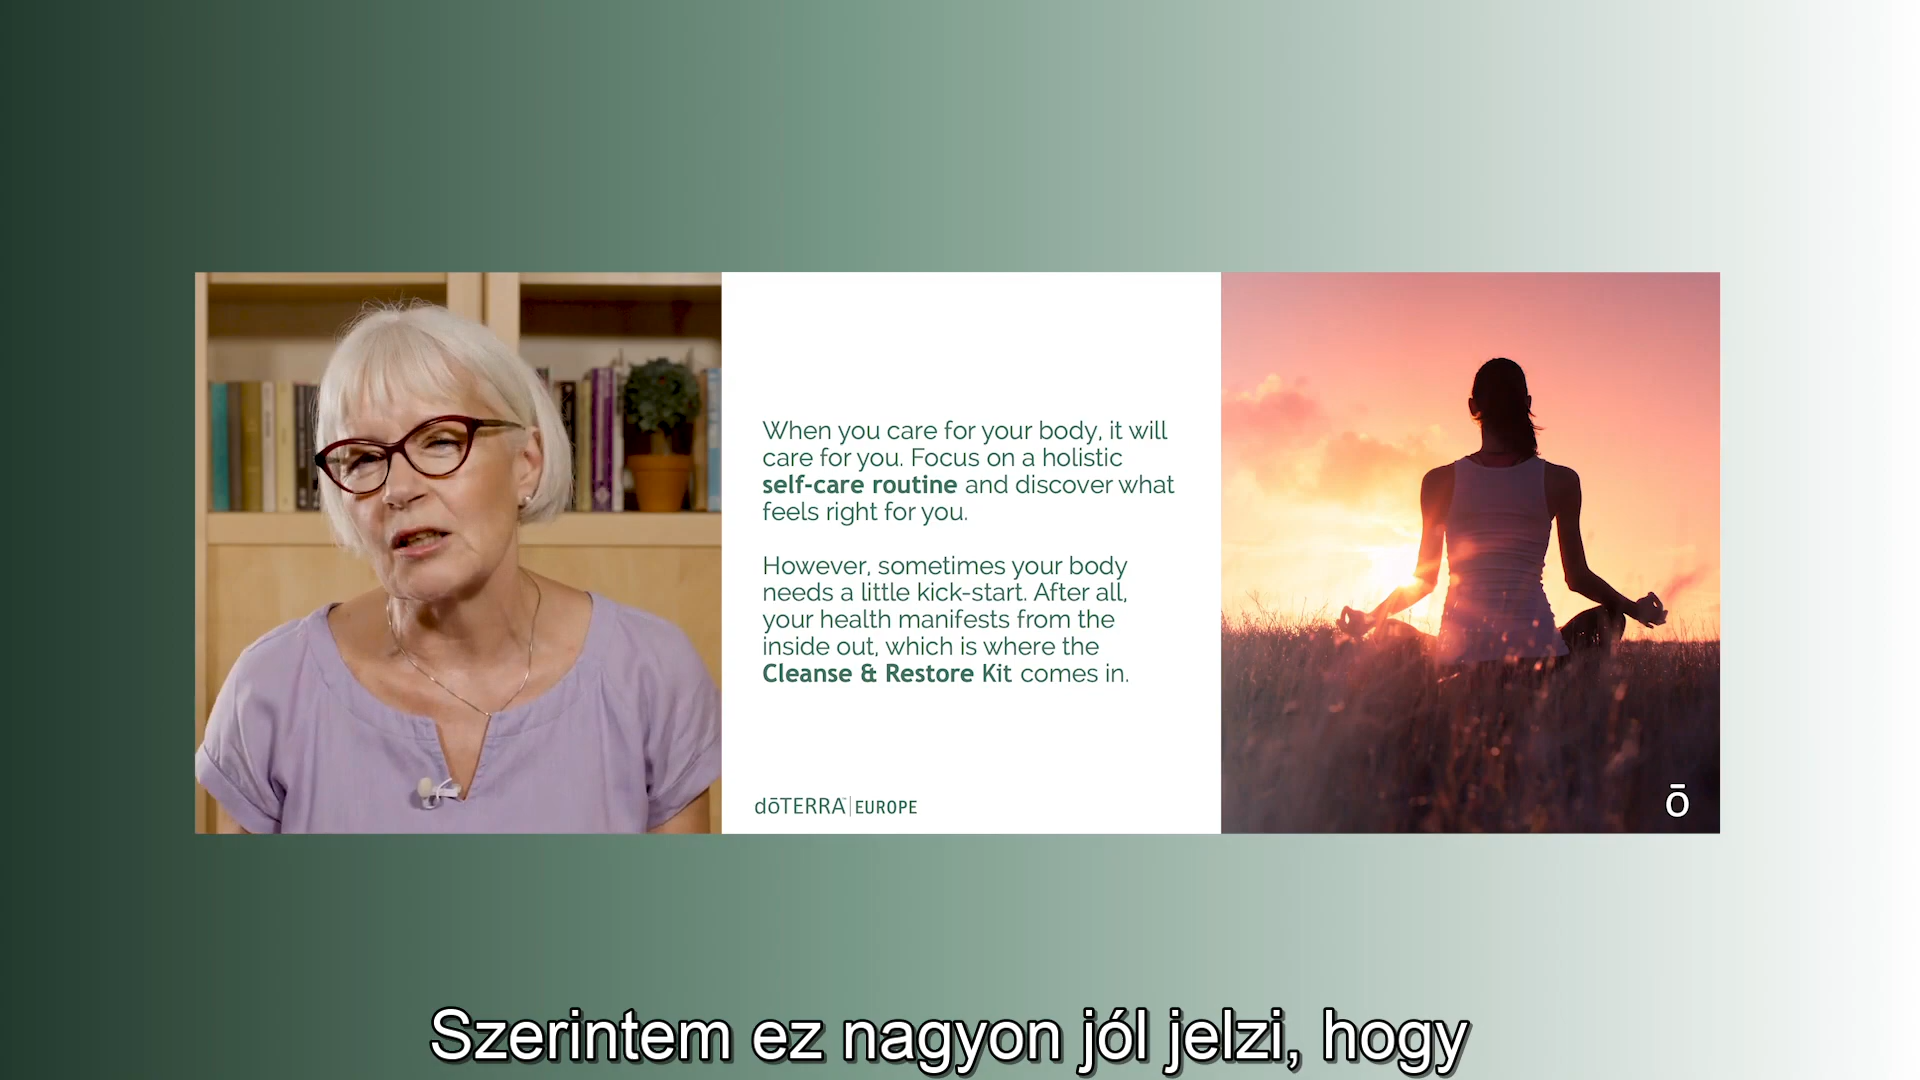 When you care for your body, it will
care for you. Focus on a holistic
self-care routine and discover what
feels right for you.
However, sometimes your body
needs a little kick-start. After all,
your health manifests from the
inside out, which is where the
Cleanse & Restore Kit comes in.
dōTERRA™ | EUROPE
ō
Szerintem ez nagyon jól jelzi, hogy